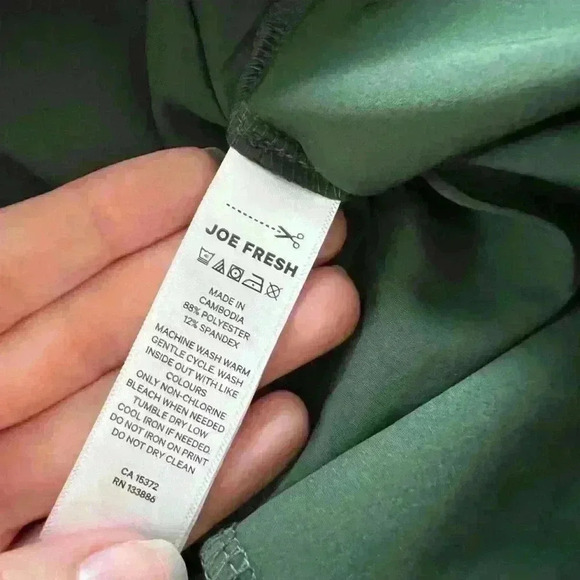 JOE FRESH
MADE IN
CAMBODIA
88% POLYESTER
12% SPANDEX
MACHINE WASH WARM
GENTLE CYCLE WASH
INSIDE OUT WITH LIKE
COLOURS
ONLY NON-CHLORINE
BLEACH WHEN NEEDED
TUMBLE DRY LOW
COOL IRON IF NEEDED.
DO NOT IRON ON PRINT
DO NOT DRY CLEAN
CA 15372
RN 133886